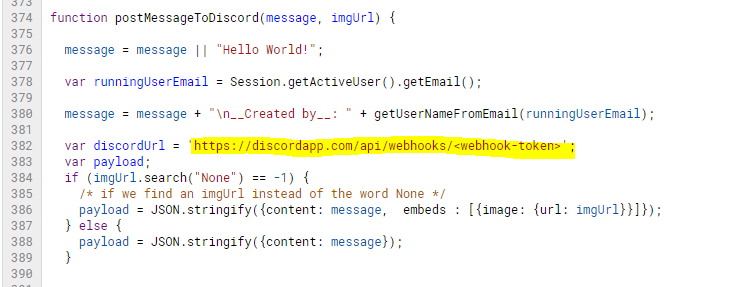 373
374 function postMessageToDiscord(message, imgUrl) {
375
376 message = message || "Hello World!";
377
378 var runningUserEmail = Session.getActiveUser().getEmail();
379
380 message = message + "\n__Created by__: " + getUserNameFromEmail(runningUserEmail);
381
382 var discordUrl = 'https://discordapp.com/api/webhooks/<webhook-token>';
383 var payload;
384 if (imgUrl.search("None") == -1) {
385 /* if we find an imgUrl instead of the word None */
386 payload = JSON.stringify({content: message,  embeds : [{image: {url: imgUrl}}]});
387 } else {
388 payload = JSON.stringify({content: message});
389 }
390